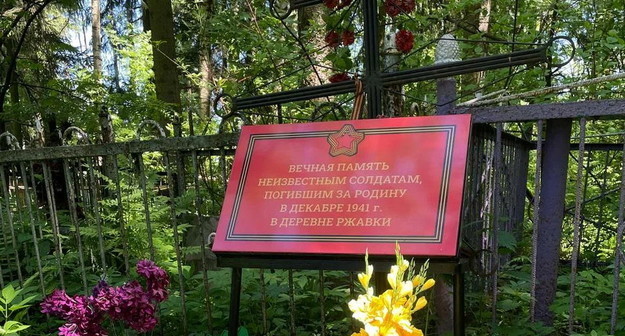 ВЕЧНАЯ ПАМЯТЬ
НЕИЗВЕСТНЫМ СОЛДАТАМ,
ПОГИБШИМ ЗА РОДИНУ
В ДЕКАБРЕ 1941 г.
В ДЕРЕВНЕ РЖАВКИ